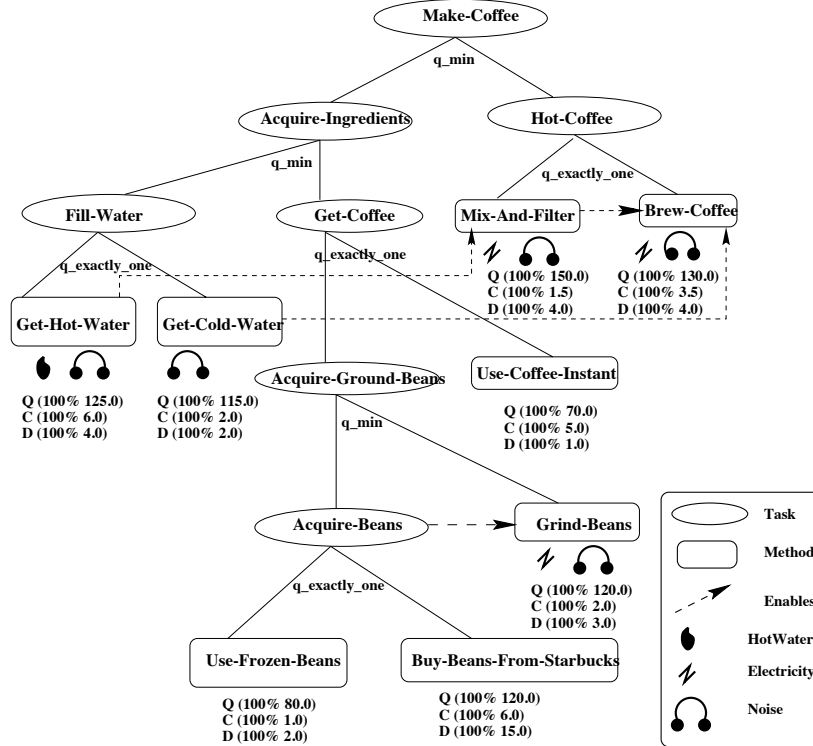 Make-Coffee
q_min
Acquire-Ingredients
Hot-Coffee
q_min
q_exactly_one
Fill-Water
Get-Coffee
Mix-And-Filter
Brew-Coffee
q_exactly_one
q_exactly_one
Q (100% 150.0)
C (100% 1.5)
D (100% 4.0)
Q (100% 130.0)
C (100% 3.5)
D (100% 4.0)
Get-Hot-Water
Get-Cold-Water
Q (100% 125.0)
C (100% 6.0)
D (100% 4.0)
Q (100% 115.0)
C (100% 2.0)
D (100% 2.0)
Acquire-Ground-Beans
Use-Coffee-Instant
q_min
Q (100% 70.0)
C (100% 5.0)
D (100% 1.0)
Acquire-Beans
Grind-Beans
q_exactly_one
Q (100% 120.0)
C (100% 2.0)
D (100% 3.0)
Use-Frozen-Beans
Buy-Beans-From-Starbucks
Q (100% 80.0)
C (100% 1.0)
D (100% 2.0)
Q (100% 120.0)
C (100% 6.0)
D (100% 15.0)
Task
Method
Enables
HotWater
Electricity
Noise